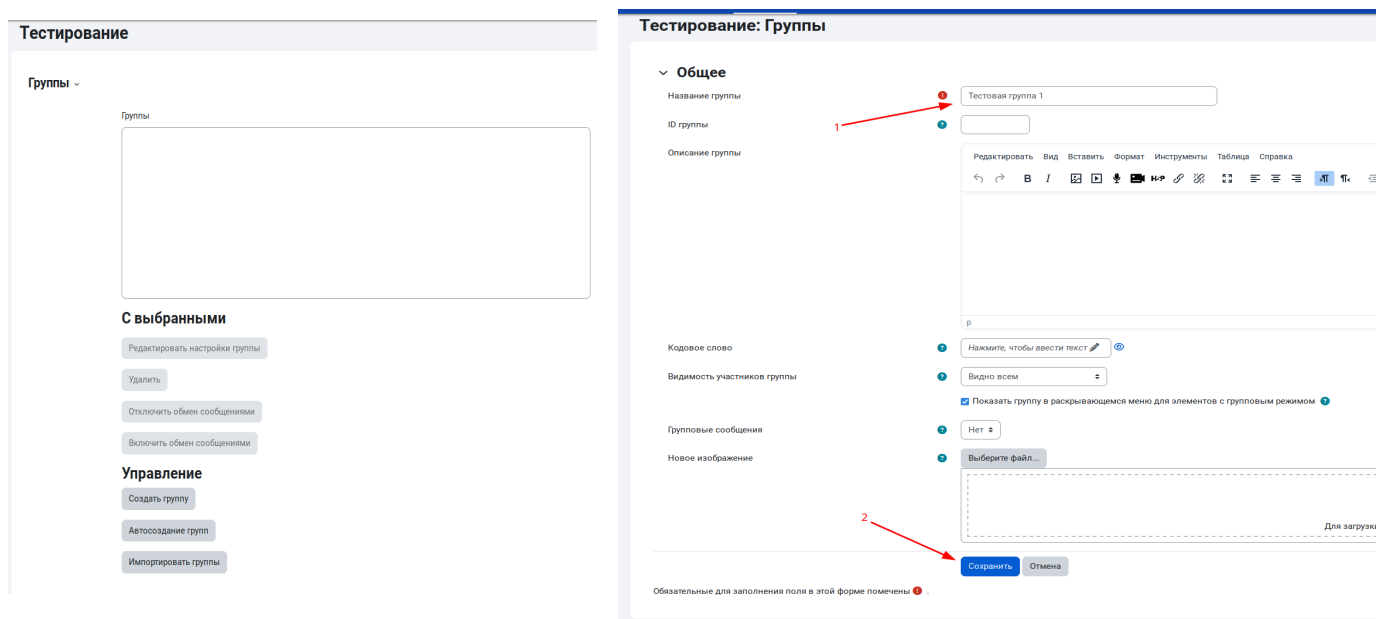 Тестирование
Группы
Группы
С выбранными
Редактировать настройки группы
Удалить
Отключить обмен сообщениями
Включить обмен сообщениями
Управление
Создать группу
Автосоздание групп
Импортировать группы
Тестирование: Группы
Общее
Название группы
Тестовая группа 1
1
ID группы
Описание группы
Редактировать Вид Вставить Формат Инструменты Таблица Справка
B I H-P
p
Кодовое слово
Нажмите, чтобы ввести текст
Видимость участников группы
Видно всем
Показать группу в раскрывающемся меню для элементов с групповым режимом
Групповые сообщения
Нет
Новое изображение
Выберите файл...
Для загрузки
2
Сохранить Отмена
Обязательные для заполнения поля в этой форме помечены .